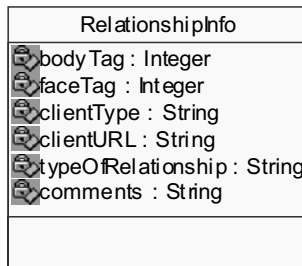 RelationshipInfo
bodyTag : Integer
faceTag : Integer
clientType : String
clientURL : String
typeOfRelationship : String
comments : String